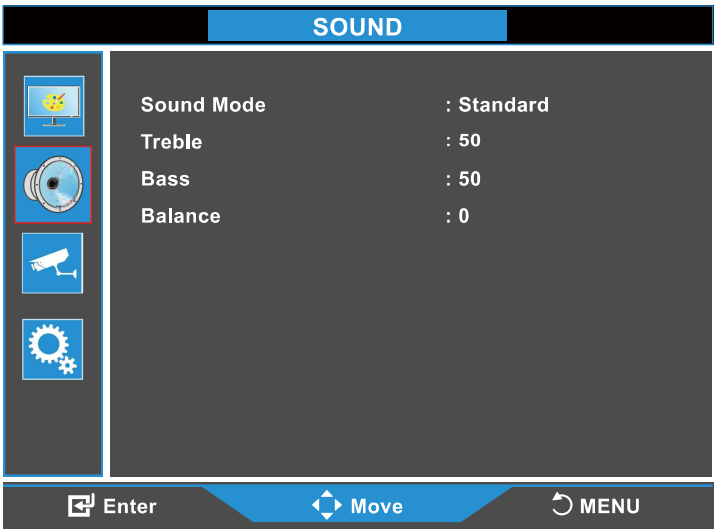 SOUND
Sound Mode : Standard
Treble : 50
Bass : 50
Balance : 0
Enter Move MENU